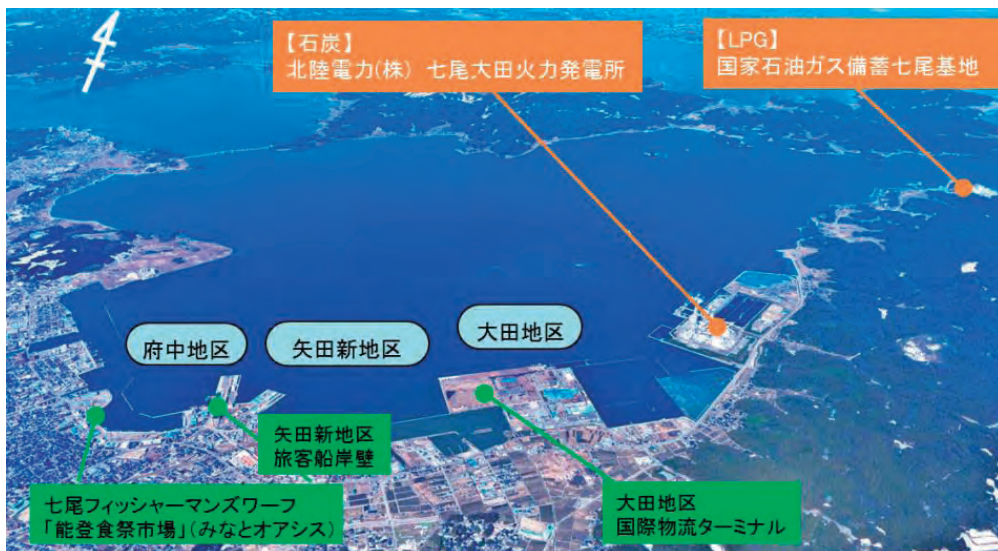 【石炭】
北陸電力(株) 七尾大田火力発電所
【LPG】
国家石油ガス備蓄七尾基地
府中地区
矢田新地区
大田地区
矢田新地区
旅客船岸壁
七尾フィッシャーマンズワーフ
「能登食祭市場」(みなとオアシス)
大田地区
国際物流ターミナル